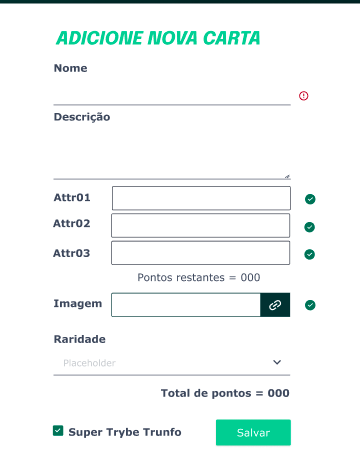 ADICIONE NOVA CARTA
Nome
Descrição
Attr01
Attr02
Attr03
Pontos restantes = 000
Imagem
Raridade
Placeholder
Total de pontos = 000
Super Trybe Trunfo
Salvar